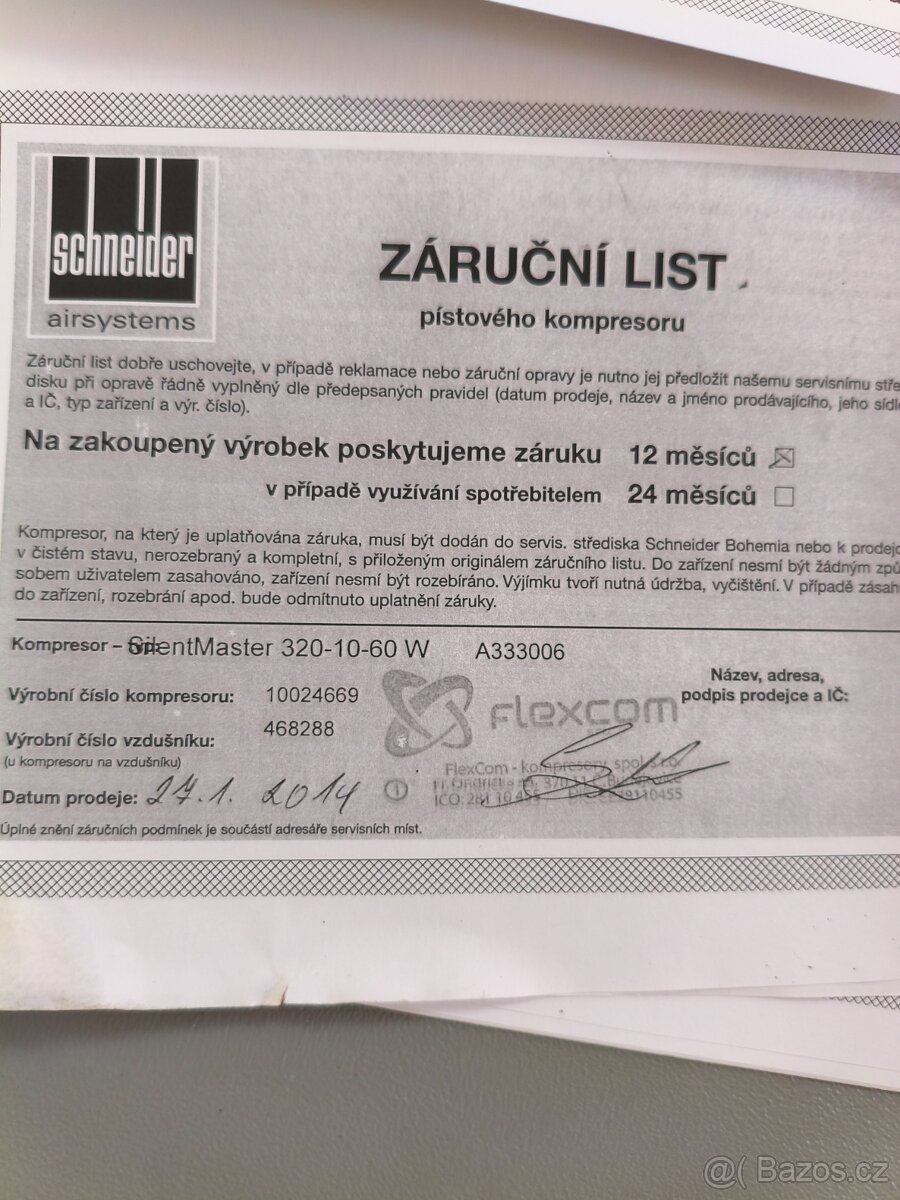 schneider
airsystems
ZÁRUČNÍ LIST
pístového kompresoru
Záruční list dobře uschovejte, v případě reklamace nebo záruční opravy je nutno jej předložit našemu servisnímu stře
disku při opravě řádně vyplněný dle předepsaných pravidel (datum prodeje, název a jméno prodávajícího, jeho sídl
a IČ, typ zařízení a výr. číslo).
Na zakoupený výrobek poskytujeme záruku 12 měsíců ☒
v případě využívání spotřebitelem 24 měsíců ☐
Kompresor, na který je uplatňována záruka, musí být dodán do servis. střediska Schneider Bohemia nebo k prodejc
v čistém stavu, nerozebraný a kompletní, s přiloženým originálem záručního listu. Do zařízení nesmí být žádným způ
sobem uživatelem zasahováno, zařízení nesmí být rozebíráno. Výjímku tvoří nutná údržba, vyčištění. V případě zásah
do zařízení, rozebrání apod. bude odmítnuto uplatnění záruky.
Kompresor – typ: SilentMaster 320-10-60 W A333006
Název, adresa,
podpis prodejce a IČ:
Výrobní číslo kompresoru: 10024669
Flexcom
Výrobní číslo vzdušníku: 468288
(u kompresoru na vzdušníku)
FlexCom - kompresory, spol. s r.o.
Datum prodeje: 27.1. 2014
Úplné znění záručních podmínek je součástí adresáře servisních míst.
@( Bazos.cz